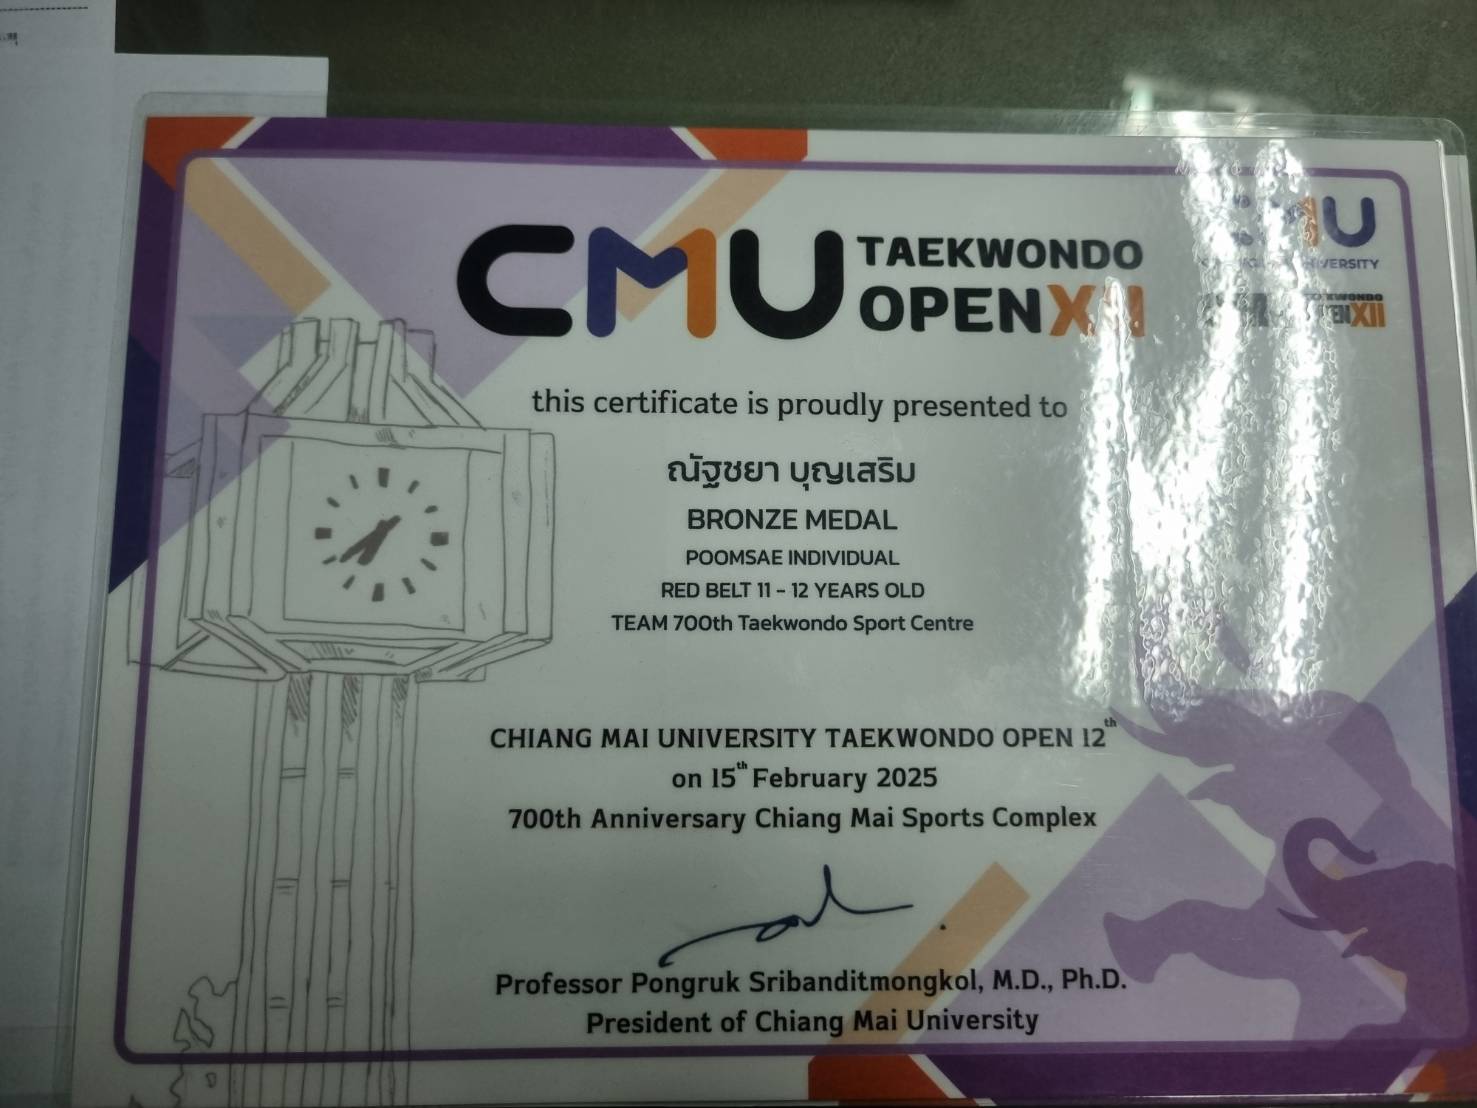 CMU TAEKWONDO
OPEN XII
CMU
UNIVERSITY
XII
this certificate is proudly presented to
ณัฐชยา บุญเสริม
BRONZE MEDAL
POOMSAE INDIVIDUAL
RED BELT 11 - 12 YEARS OLD
TEAM 700th Taekwondo Sport Centre
CHIANG MAI UNIVERSITY TAEKWONDO OPEN 12th
on 15th February 2025
700th Anniversary Chiang Mai Sports Complex
Professor Pongruk Sribanditmongkol, M.D., Ph.D.
President of Chiang Mai University